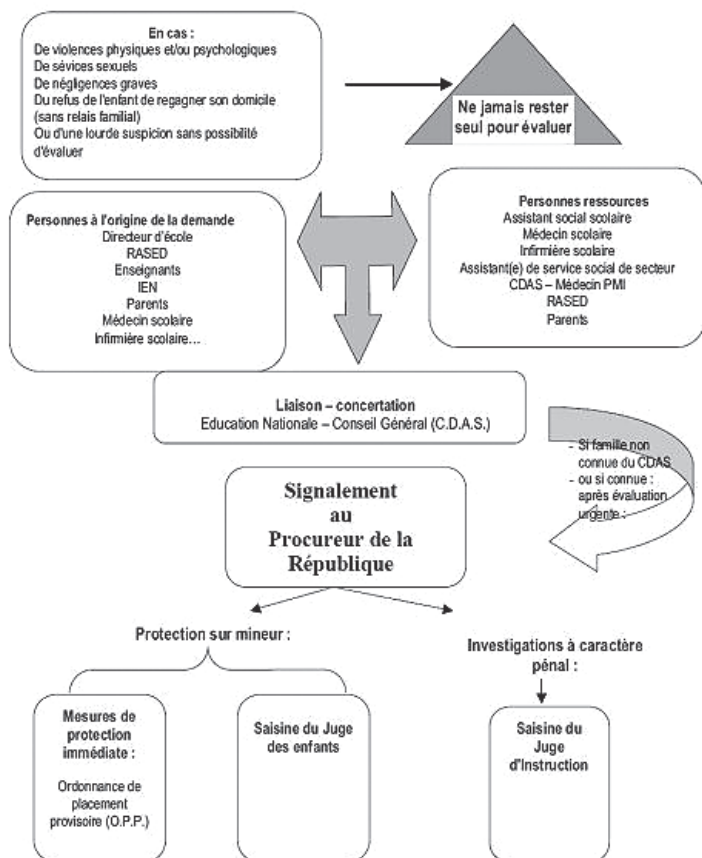 En cas :
De violences physiques et/ou psychologiques
De sévices sexuels
De négligences graves
Du refus de l'enfant de regagner son domicile
(sans relais familial)
Ou d'une lourde suspicion sans possibilité
d'évaluer
Ne jamais rester
seul pour évaluer
Personnes à l'origine de la demande
Directeur d'école
RASED
Enseignants
IEN
Parents
Médecin scolaire
Infirmière scolaire...
Personnes ressources
Assistant social scolaire
Médecin scolaire
Infirmière scolaire
Assistant(e) de service social de secteur
CDAS – Médecin PMI
RASED
Parents
Liaison – concertation
Education Nationale – Conseil Général (C.D.A.S.)
- Si famille non
connue du CDAS
- ou si connue :
après évaluation
urgente :
Signalement
au
Procureur de la
République
Protection sur mineur :
Investigations à caractère
pénal :
Mesures de
protection
immédiate :
Ordonnance de
placement
provisoire (O.P.P.)
Saisine du Juge
des enfants
Saisine du
Juge
d'Instruction